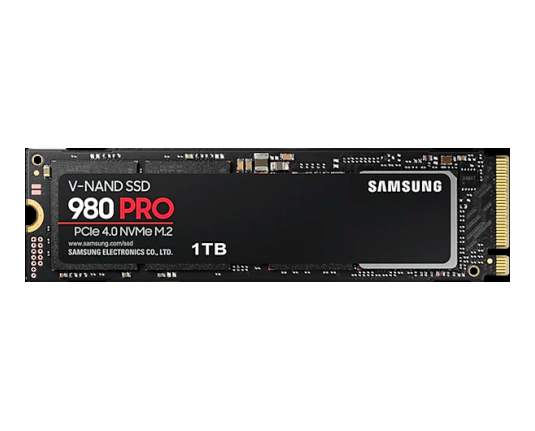 V-NAND SSD
980 PRO
PCIe 4.0 NVMe M.2
www.samsung.com/ssd
SAMSUNG ELECTRONICS CO., LTD.
1TB
SAMSUNG